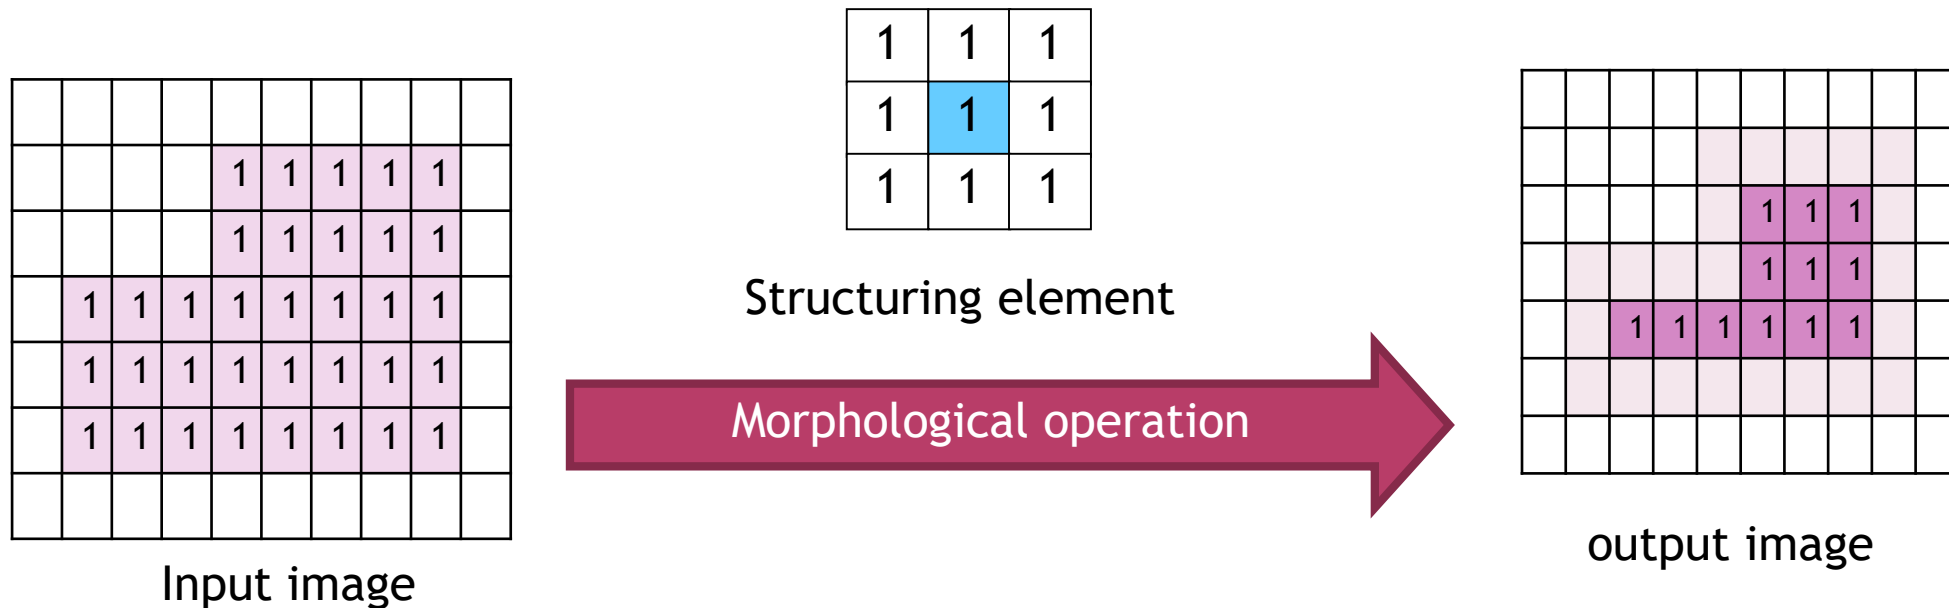 1 1 1
1 1 1
1 1 1
Structuring element
1 1 1 1 1
1 1 1 1 1
1 1 1 1 1 1 1 1
1 1 1 1 1 1 1 1
1 1 1 1 1 1 1 1
Input image
Morphological operation
1 1 1
1 1 1
1 1 1 1 1 1
output image